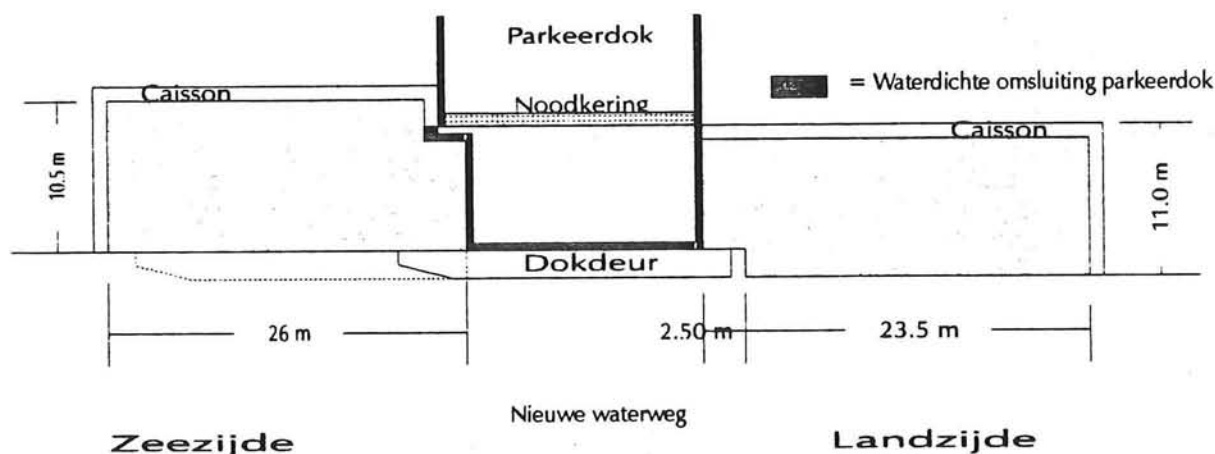 Parkeerdok
= Waterdichte omsluiting parkeerdok
Caisson
Noodkering
Caisson
10.5 m
11.0 m
Dokdeur
26 m
2.50 m
23.5 m
Nieuwe waterweg
Zeezijde
Landzijde